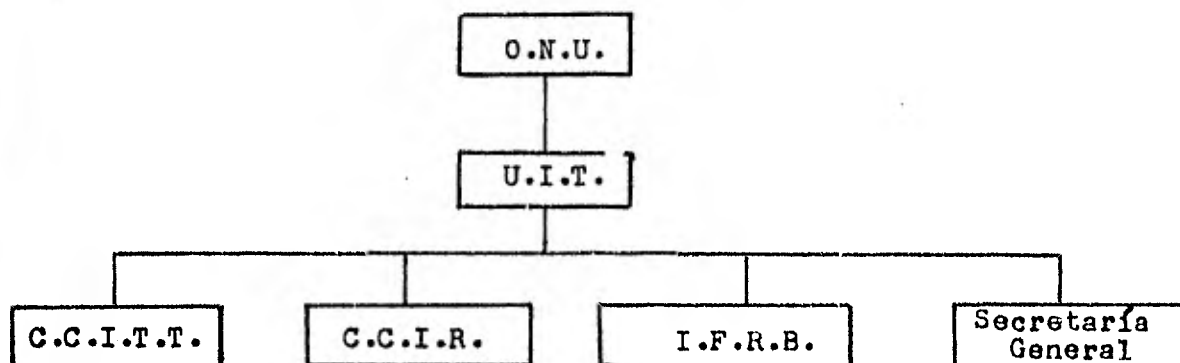 O.N.U.
U.I.T.
C.C.I.T.T.
C.C.I.R.
I.F.R.B.
Secretaría
General